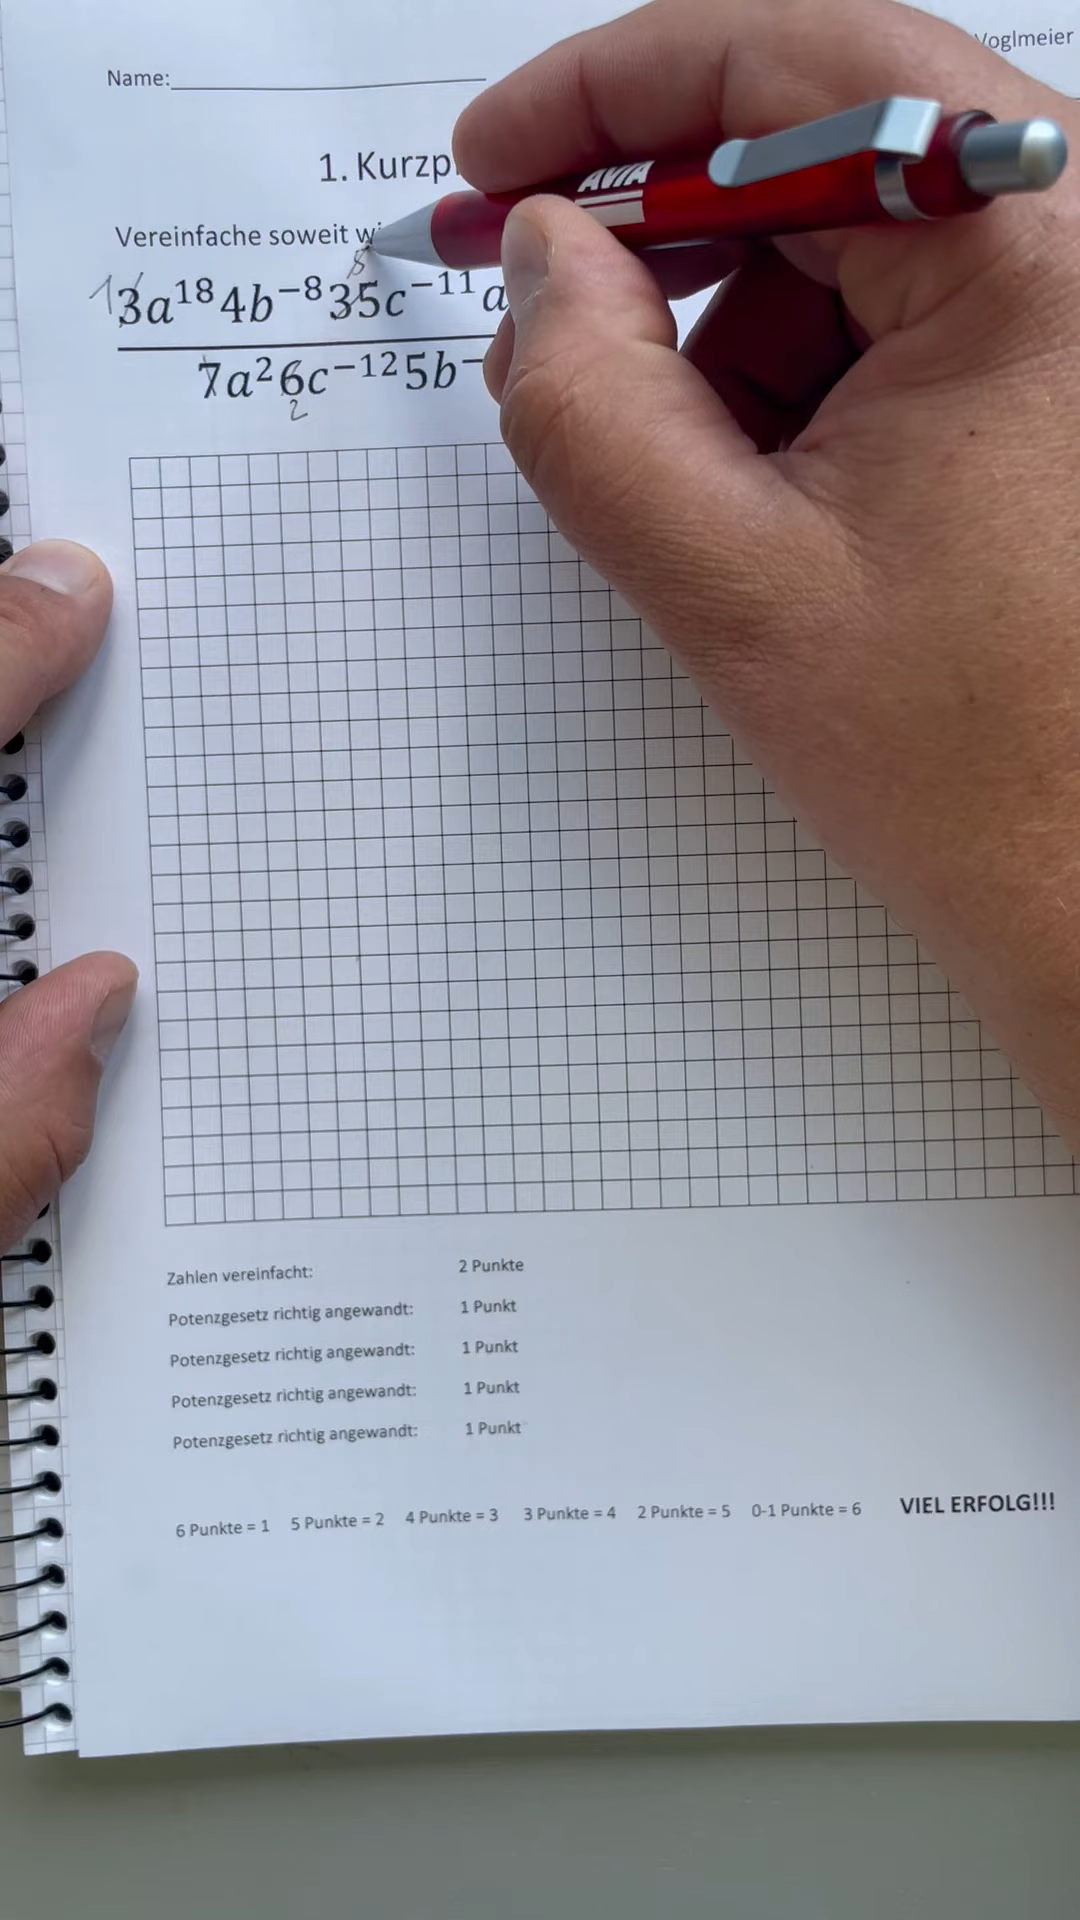 Voglmeier
Name:
1. Kurzp
AVIA
Vereinfache soweit
5
1 3a¹⁸4b⁻⁸35c⁻¹¹a
7a²6c⁻¹²5b⁻
2
Zahlen vereinfacht: 2 Punkte
Potenzgesetz richtig angewandt: 1 Punkt
Potenzgesetz richtig angewandt: 1 Punkt
Potenzgesetz richtig angewandt: 1 Punkt
Potenzgesetz richtig angewandt: 1 Punkt
6 Punkte = 1 5 Punkte = 2 4 Punkte = 3 3 Punkte = 4 2 Punkte = 5 0-1 Punkte = 6 VIEL ERFOLG!!!